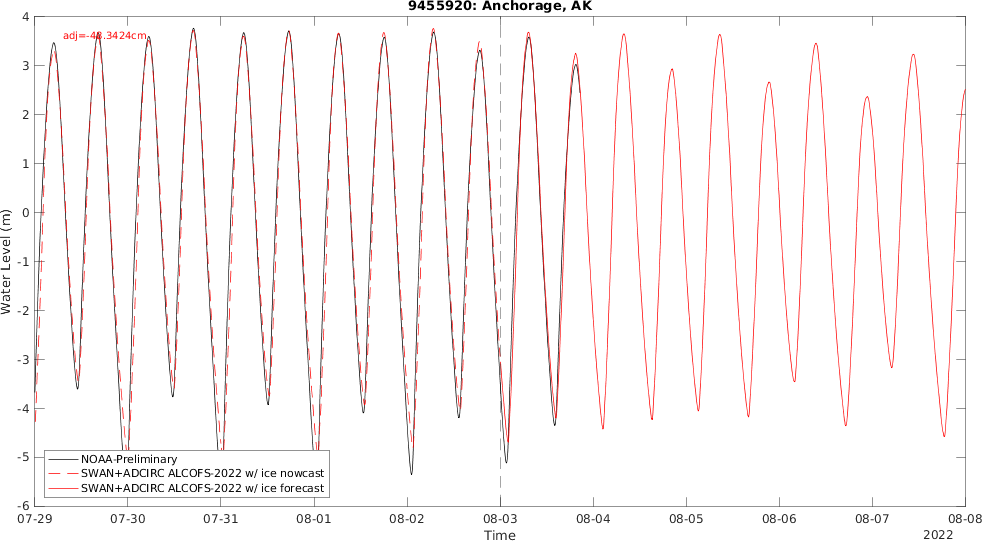 9455920: Anchorage, AK
adj=-48.3424cm
4
3
2
1
0
-1
-2
-3
-4
-5
-6
Water Level (m)
NOAA-Preliminary
SWAN+ADCIRC ALCOFS-2022 w/ ice nowcast
SWAN+ADCIRC ALCOFS-2022 w/ ice forecast
07-29 07-30 07-31 08-01 08-02 08-03 08-04 08-05 08-06 08-07 08-08
Time
2022